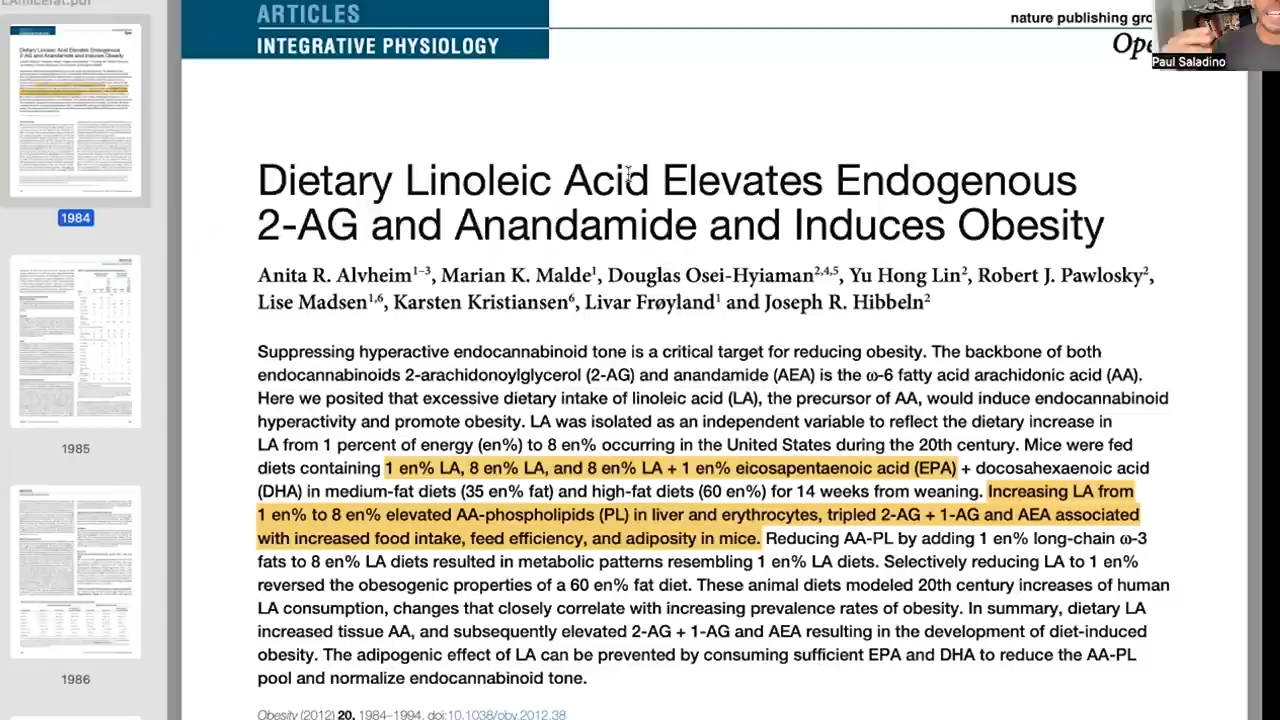 LAmicerat.pdf
ARTICLES
INTEGRATIVE PHYSIOLOGY
nature publishing gro
Ope
Paul Saladino
1984
1985
1986
Dietary Linoleic Acid Elevates Endogenous
2-AG and Anandamide and Induces Obesity
Anita R. Alvheim1–3, Marian K. Malde1, Douglas Osei-Hyiaman2,4,5, Yu Hong Lin2, Robert J. Pawlosky2,
Lise Madsen1,6, Karsten Kristiansen6, Livar Frøyland1 and Joseph R. Hibbeln2
Suppressing hyperactive endocannabinoid tone is a critical target for reducing obesity. The backbone of both
endocannabinoids 2-arachidonoylglycerol (2-AG) and anandamide (AEA) is the ω-6 fatty acid arachidonic acid (AA).
Here we posited that excessive dietary intake of linoleic acid (LA), the precursor of AA, would induce endocannabinoid
hyperactivity and promote obesity. LA was isolated as an independent variable to reflect the dietary increase in
LA from 1 percent of energy (en%) to 8 en% occurring in the United States during the 20th century. Mice were fed
diets containing 1 en% LA, 8 en% LA, and 8 en% LA + 1 en% eicosapentaenoic acid (EPA) + docosahexaenoic acid
(DHA) in medium-fat diets (35 en% fat) and high-fat diets (60 en%) for 14 weeks from weaning. Increasing LA from
1 en% to 8 en% elevated AA-phospholipids (PL) in liver and erythrocytes, tripled 2-AG + 1-AG and AEA associated
with increased food intake, feed efficiency, and adiposity in mice. Reducing AA-PL by adding 1 en% long-chain ω-3
fats to 8 en% LA diets resulted in metabolic patterns resembling 1 en% LA diets. Selectively reducing LA to 1 en%
reversed the obesogenic properties of a 60 en% fat diet. These animal diets modeled 20th century increases of human
LA consumption, changes that closely correlate with increasing prevalence rates of obesity. In summary, dietary LA
increased tissue AA, and subsequently elevated 2-AG + 1-AG and AEA resulting in the development of diet-induced
obesity. The adipogenic effect of LA can be prevented by consuming sufficient EPA and DHA to reduce the AA-PL
pool and normalize endocannabinoid tone.
Obesity (2012) 20, 1984–1994. doi:10.1038/oby.2012.38